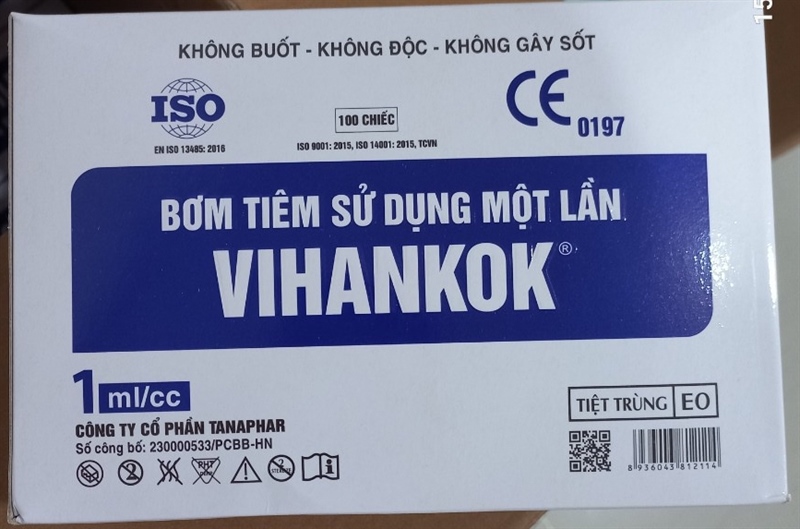 KHÔNG BUỐT - KHÔNG ĐỘC - KHÔNG GÂY SỐT
ISO
EN ISO 13485: 2016
100 CHIẾC
ISO 9001: 2015, ISO 14001: 2015, TCVN
CE 0197
BƠM TIÊM SỬ DỤNG MỘT LẦN
VIHANKOK®
1 ml/cc
CÔNG TY CỔ PHẦN TANAPHAR
Số công bố: 230000533/PCBB-HN
TIỆT TRÙNG EO
8 936043 812114